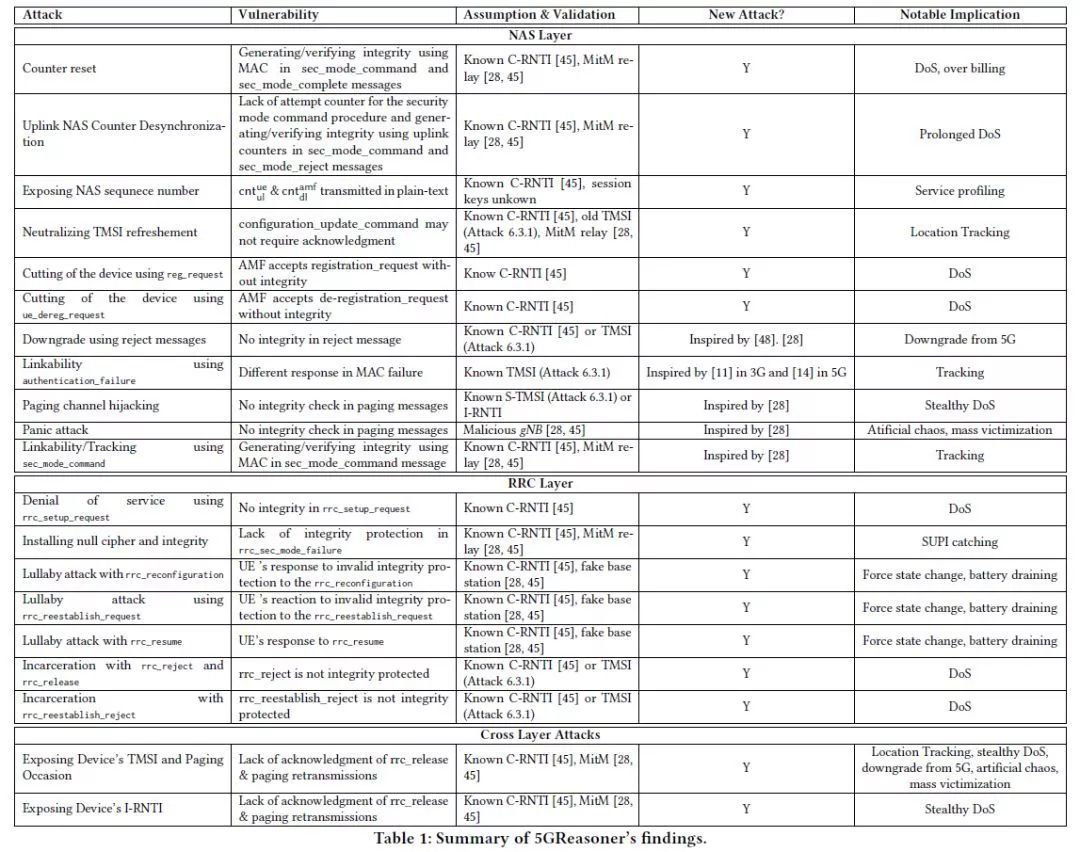 Attack Vulnerability Assumption & Validation New Attack? Notable Implication
NAS Layer
Counter reset
Generating/verifying integrity using
MAC in sec_mode_command and
sec_mode_complete messages
Known C-RNTI [45], MitM re-
lay [28, 45]
Y
DoS, over billing
Uplink NAS Counter Desynchroniza-
tion
Lack of attempt counter for the security
mode command procedure and gener-
ating/verifying integrity using uplink
counters in sec_mode_command and
sec_mode_reject messages
Known C-RNTI [45], MitM re-
lay [28, 45]
Y
Prolonged DoS
Exposing NAS sequnece number
cnt^ue_ul & cnt^amf_dl transmitted in plain-text
Known C-RNTI [45], session
keys unkown
Y
Service profiling
Neutralizing TMSI refreshement
configuration_update_command may
not require acknowledgment
Known C-RNTI [45], old TMSI
(Attack 6.3.1), MitM relay [28,
45]
Y
Location Tracking
Cutting of the device using reg_request
AMF accepts registration_request with-
out integrity
Know C-RNTI [45]
Y
DoS
Cutting of the device using
ue_dereg_request
AMF accepts de-registration_request
without integrity
Known C-RNTI [45]
Y
DoS
Downgrade using reject messages
No integrity in reject message
Known C-RNTI [45] or TMSI
(Attack 6.3.1)
Inspired by [48]. [28]
Downgrade from 5G
Linkability using
authentication_failure
Different response in MAC failure
Known TMSI (Attack 6.3.1)
Inspired by [11] in 3G and [14] in 5G
Tracking
Paging channel hijacking
No integrity check in paging messages
Known S-TMSI (Attack 6.3.1) or
I-RNTI
Inspired by [28]
Stealthy DoS
Panic attack
No integrity check in paging messages
Malicious gNB [28, 45]
Inspired by [28]
Atificial chaos, mass victimization
Linkability/Tracking using
sec_mode_command
Generating/verifying integrity using
MAC in sec_mode_command message
Known C-RNTI [45], MitM re-
lay [28, 45]
Inspired by [28]
Tracking
RRC Layer
Denial of service using
rrc_setup_request
No integrity in rrc_setup_request
Known C-RNTI [45]
Y
DoS
Installing null cipher and integrity
Lack of integrity protection in
rrc_sec_mode_failure
Known C-RNTI [45], MitM re-
lay [28, 45]
Y
SUPI catching
Lullaby attack with rrc_reconfiguration
UE 's response to invalid integrity pro-
tection to the rrc_reconfiguration
Known C-RNTI [45], fake base
station [28, 45]
Y
Force state change, battery draining
Lullaby attack using
rrc_reestablish_request
UE 's reaction to invalid integrity pro-
tection to the rrc_reestablish_request
Known C-RNTI [45], fake base
station [28, 45]
Y
Force state change, battery draining
Lullaby attack with rrc_resume
UE's response to rrc_resume
Known C-RNTI [45], fake base
station [28, 45]
Y
Force state change, battery draining
Incarceration with rrc_reject and
rrc_release
rrc_reject is not integrity protected
Known C-RNTI [45] or TMSI
(Attack 6.3.1)
Y
DoS
Incarceration with
rrc_reestablish_reject
rrc_reestablish_reject is not integrity
protected
Known C-RNTI [45] or TMSI
(Attack 6.3.1)
Y
DoS
Cross Layer Attacks
Exposing Device's TMSI and Paging
Occasion
Lack of acknowledgment of rrc_release
& paging retransmissions
Known C-RNTI [45], MitM [28,
45]
Y
Location Tracking, stealthy DoS,
downgrade from 5G, artificial chaos,
mass victimization
Exposing Device's I-RNTI
Lack of acknowledgment of rrc_release
& paging retransmissions
Known C-RNTI [45], MitM [28,
45]
Y
Stealthy DoS
Table 1: Summary of 5GReasoner's findings.